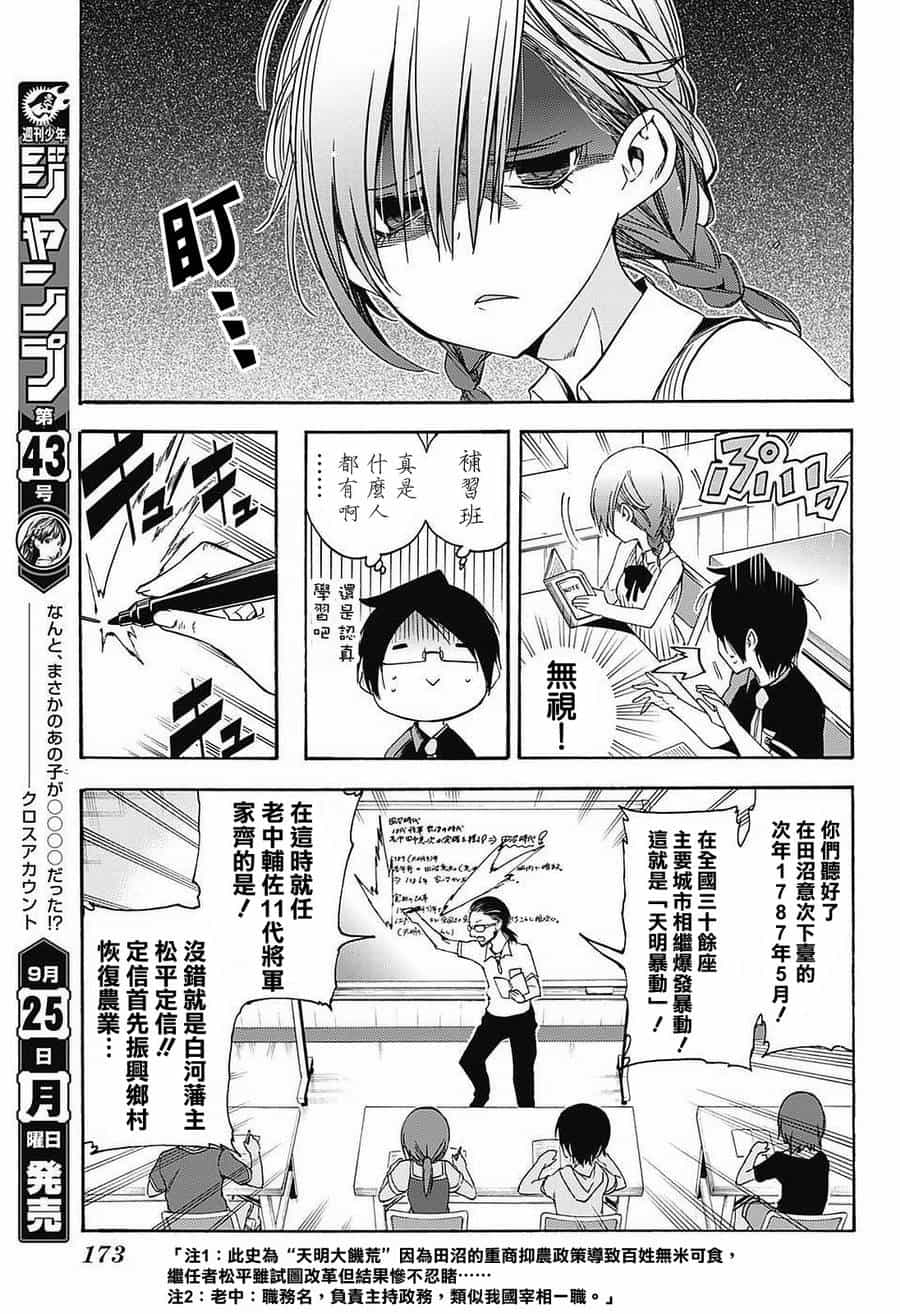 盯…
ぷいっ
無視！
補習班
真是
什麼人
都有啊
……
還是認真
學習吧
キュッ
キュ
キュッ
你們聽好了
在田沼意次下臺的
次年1787年5月！
在全國三十餘座
主要城市相繼爆發暴動
這就是「天明暴動」！
在這時就任
老中輔佐11代將軍
家齊的是！
沒錯就是白河藩主
松平定信！！
定信首先振興鄉村
恢復農業…
173
「注1：此史為“天明大饑荒”因為田沼的重商抑農政策導致百姓無米可食，
繼任者松平雖試圖改革但結果慘不忍睹……
注2：老中：職務名，負責主持政務，類似我國宰相一職。」
週刊少年
ジャンプ
第
43
号
なんと、まさかのあの子が○○○○だった!?
――クロスアカウント
9月
25
日
月
曜日
発売
NOTE